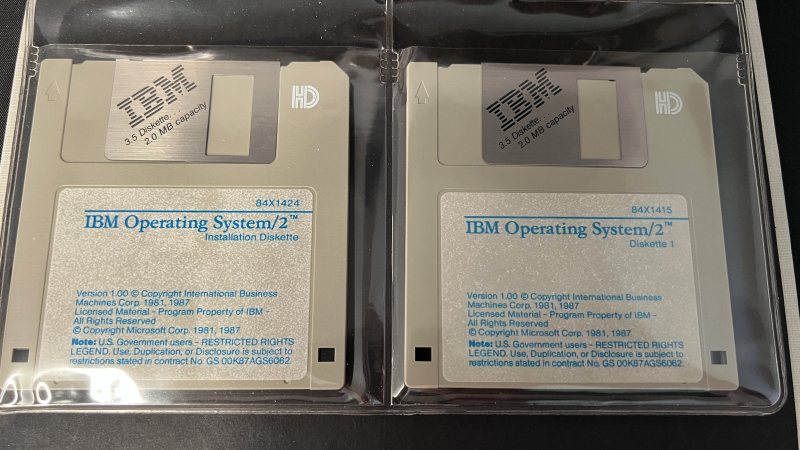 IBM
3.5 Diskette.
2.0 MB capacity
HD
84X1424
IBM Operating System/2™
Installation Diskette
Version 1.00 © Copyright International Business
Machines Corp. 1981, 1987
Licensed Material - Program Property of IBM -
All Rights Reserved
© Copyright Microsoft Corp. 1981, 1987
Note: U.S. Government users - RESTRICTED RIGHTS
LEGEND. Use, Duplication, or Disclosure is subject to
restrictions stated in contract No. GS 00K87AGS6062.
IBM
3.5 Diskette.
2.0 MB capacity
HD
84X1415
IBM Operating System/2™
Diskette 1
Version 1.00 © Copyright International Business
Machines Corp. 1981, 1987
Licensed Material - Program Property of IBM -
All Rights Reserved
© Copyright Microsoft Corp. 1981, 1987
Note: U.S. Government users - RESTRICTED RIGHTS
LEGEND. Use, Duplication, or Disclosure is subject to
restrictions stated in contract No. GS 00K87AGS6062.